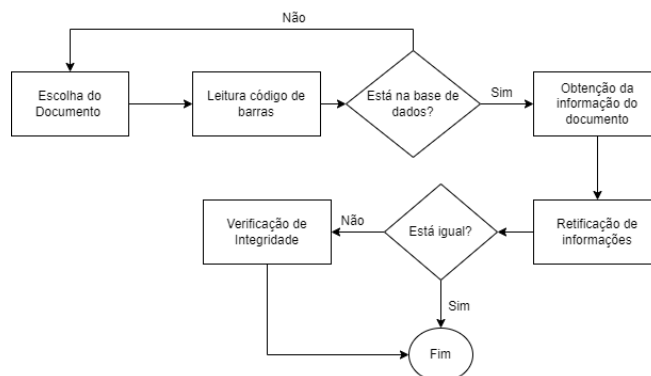 Não
Escolha do
Documento
Leitura código de
barras
Está na base de
dados?
Sim
Obtenção da
informação do
documento
Verificação de
Integridade
Não
Está igual?
Retificação de
informações
Sim
Fim